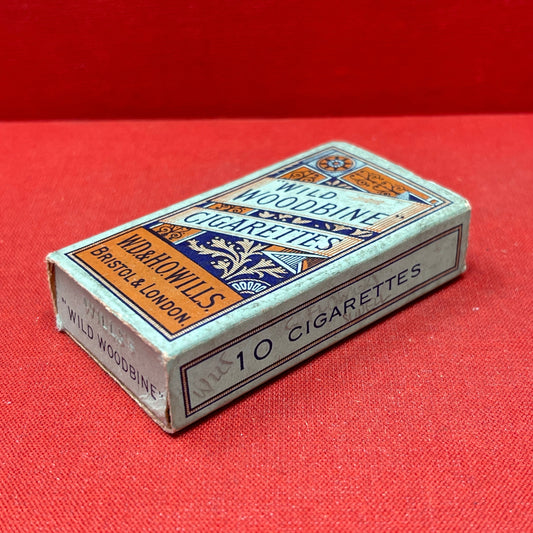 "WILD
WOODBINE"
CIGARETTES
W.D.& H.O.WILLS,
BRISTOL & LONDON.
WILLS'S
"WILD WOODBINE"
10 CIGARETTES